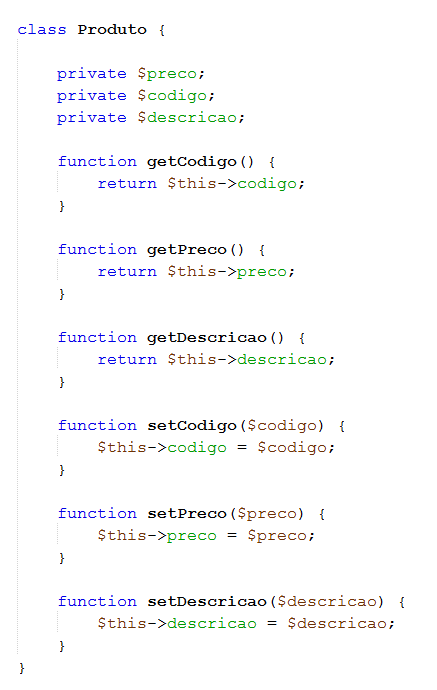 class Produto {
private $preco;
private $codigo;
private $descricao;
function getCodigo() {
return $this->codigo;
}
function getPreco() {
return $this->preco;
}
function getDescricao() {
return $this->descricao;
}
function setCodigo($codigo) {
$this->codigo = $codigo;
}
function setPreco($preco) {
$this->preco = $preco;
}
function setDescricao($descricao) {
$this->descricao = $descricao;
}
}